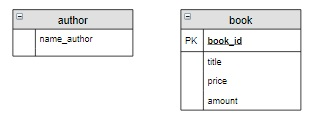 author
name_author
book
PK book_id
title
price
amount